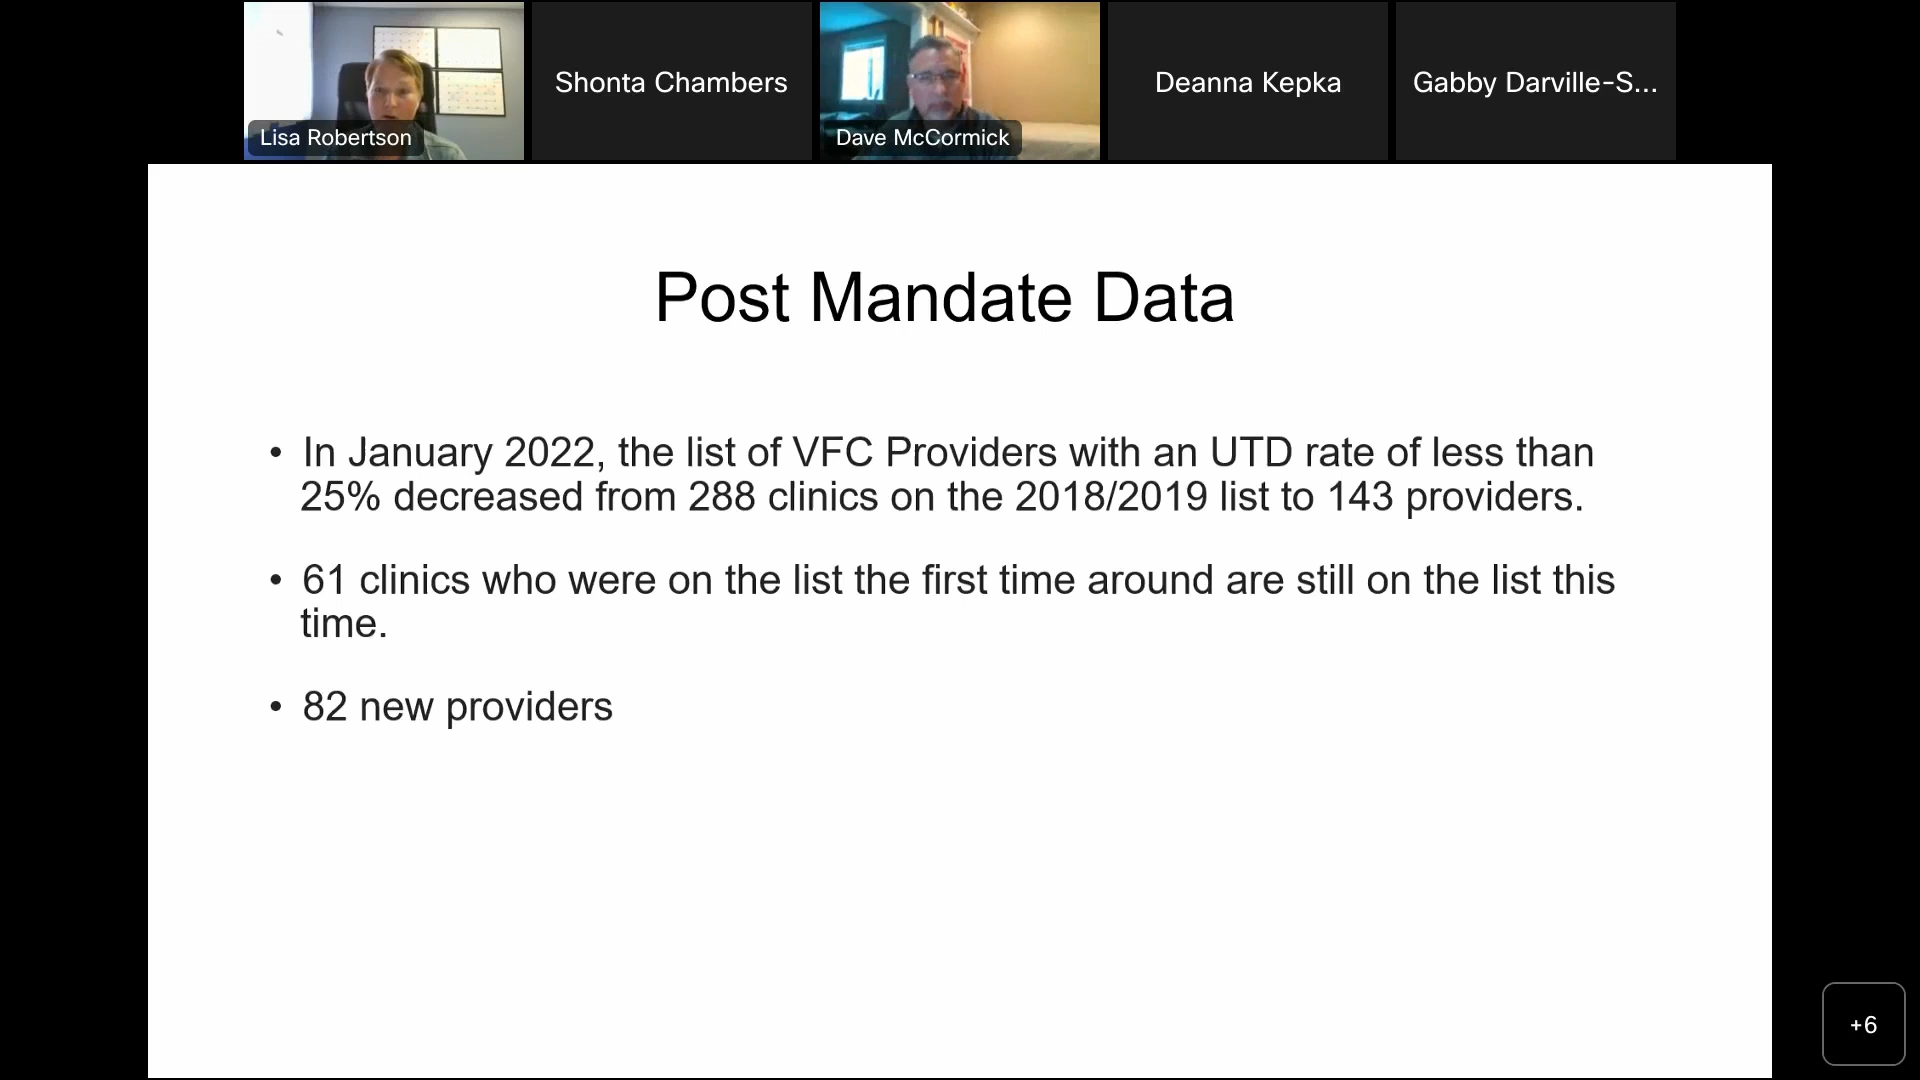 Lisa Robertson
Shonta Chambers
Dave McCormick
Deanna Kepka
Gabby Darville-S...
Post Mandate Data
• In January 2022, the list of VFC Providers with an UTD rate of less than
25% decreased from 288 clinics on the 2018/2019 list to 143 providers.
• 61 clinics who were on the list the first time around are still on the list this
time.
• 82 new providers
+6